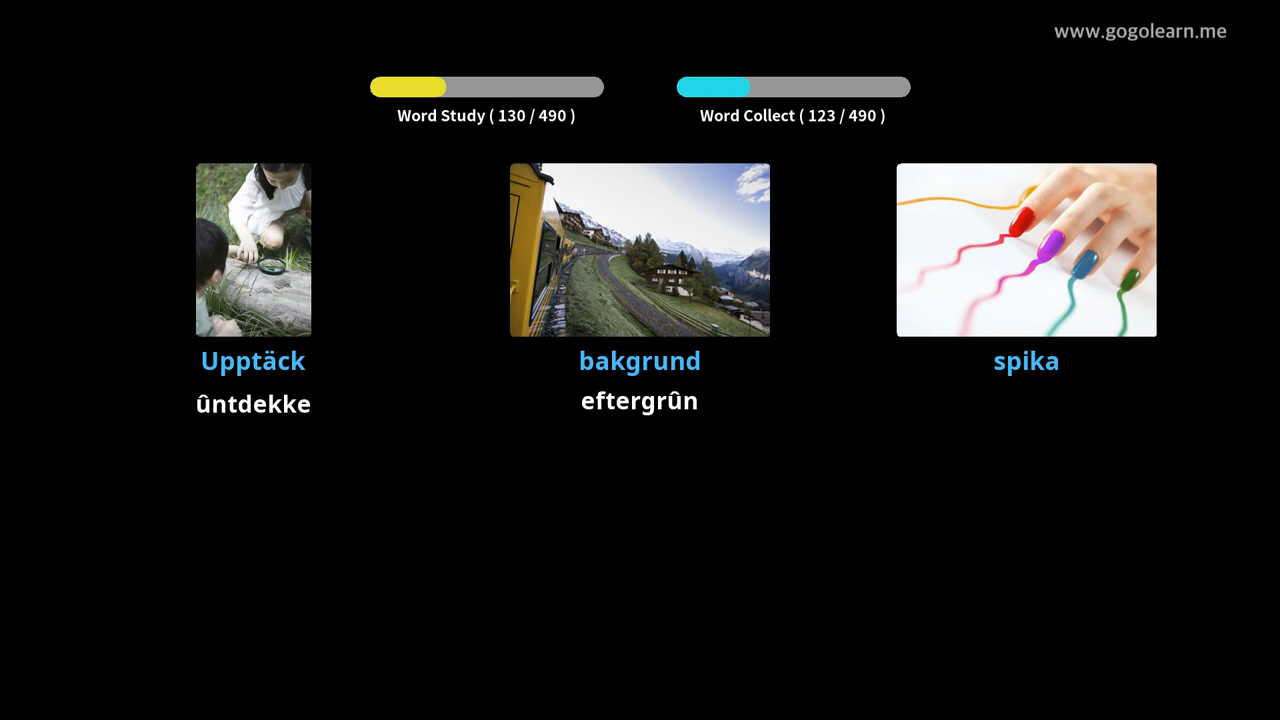 www.gogolearn.me
Word Study ( 130 / 490 )
Word Collect ( 123 / 490 )
Upptäck
bakgrund
spika
ûntdekke
eftergrûn